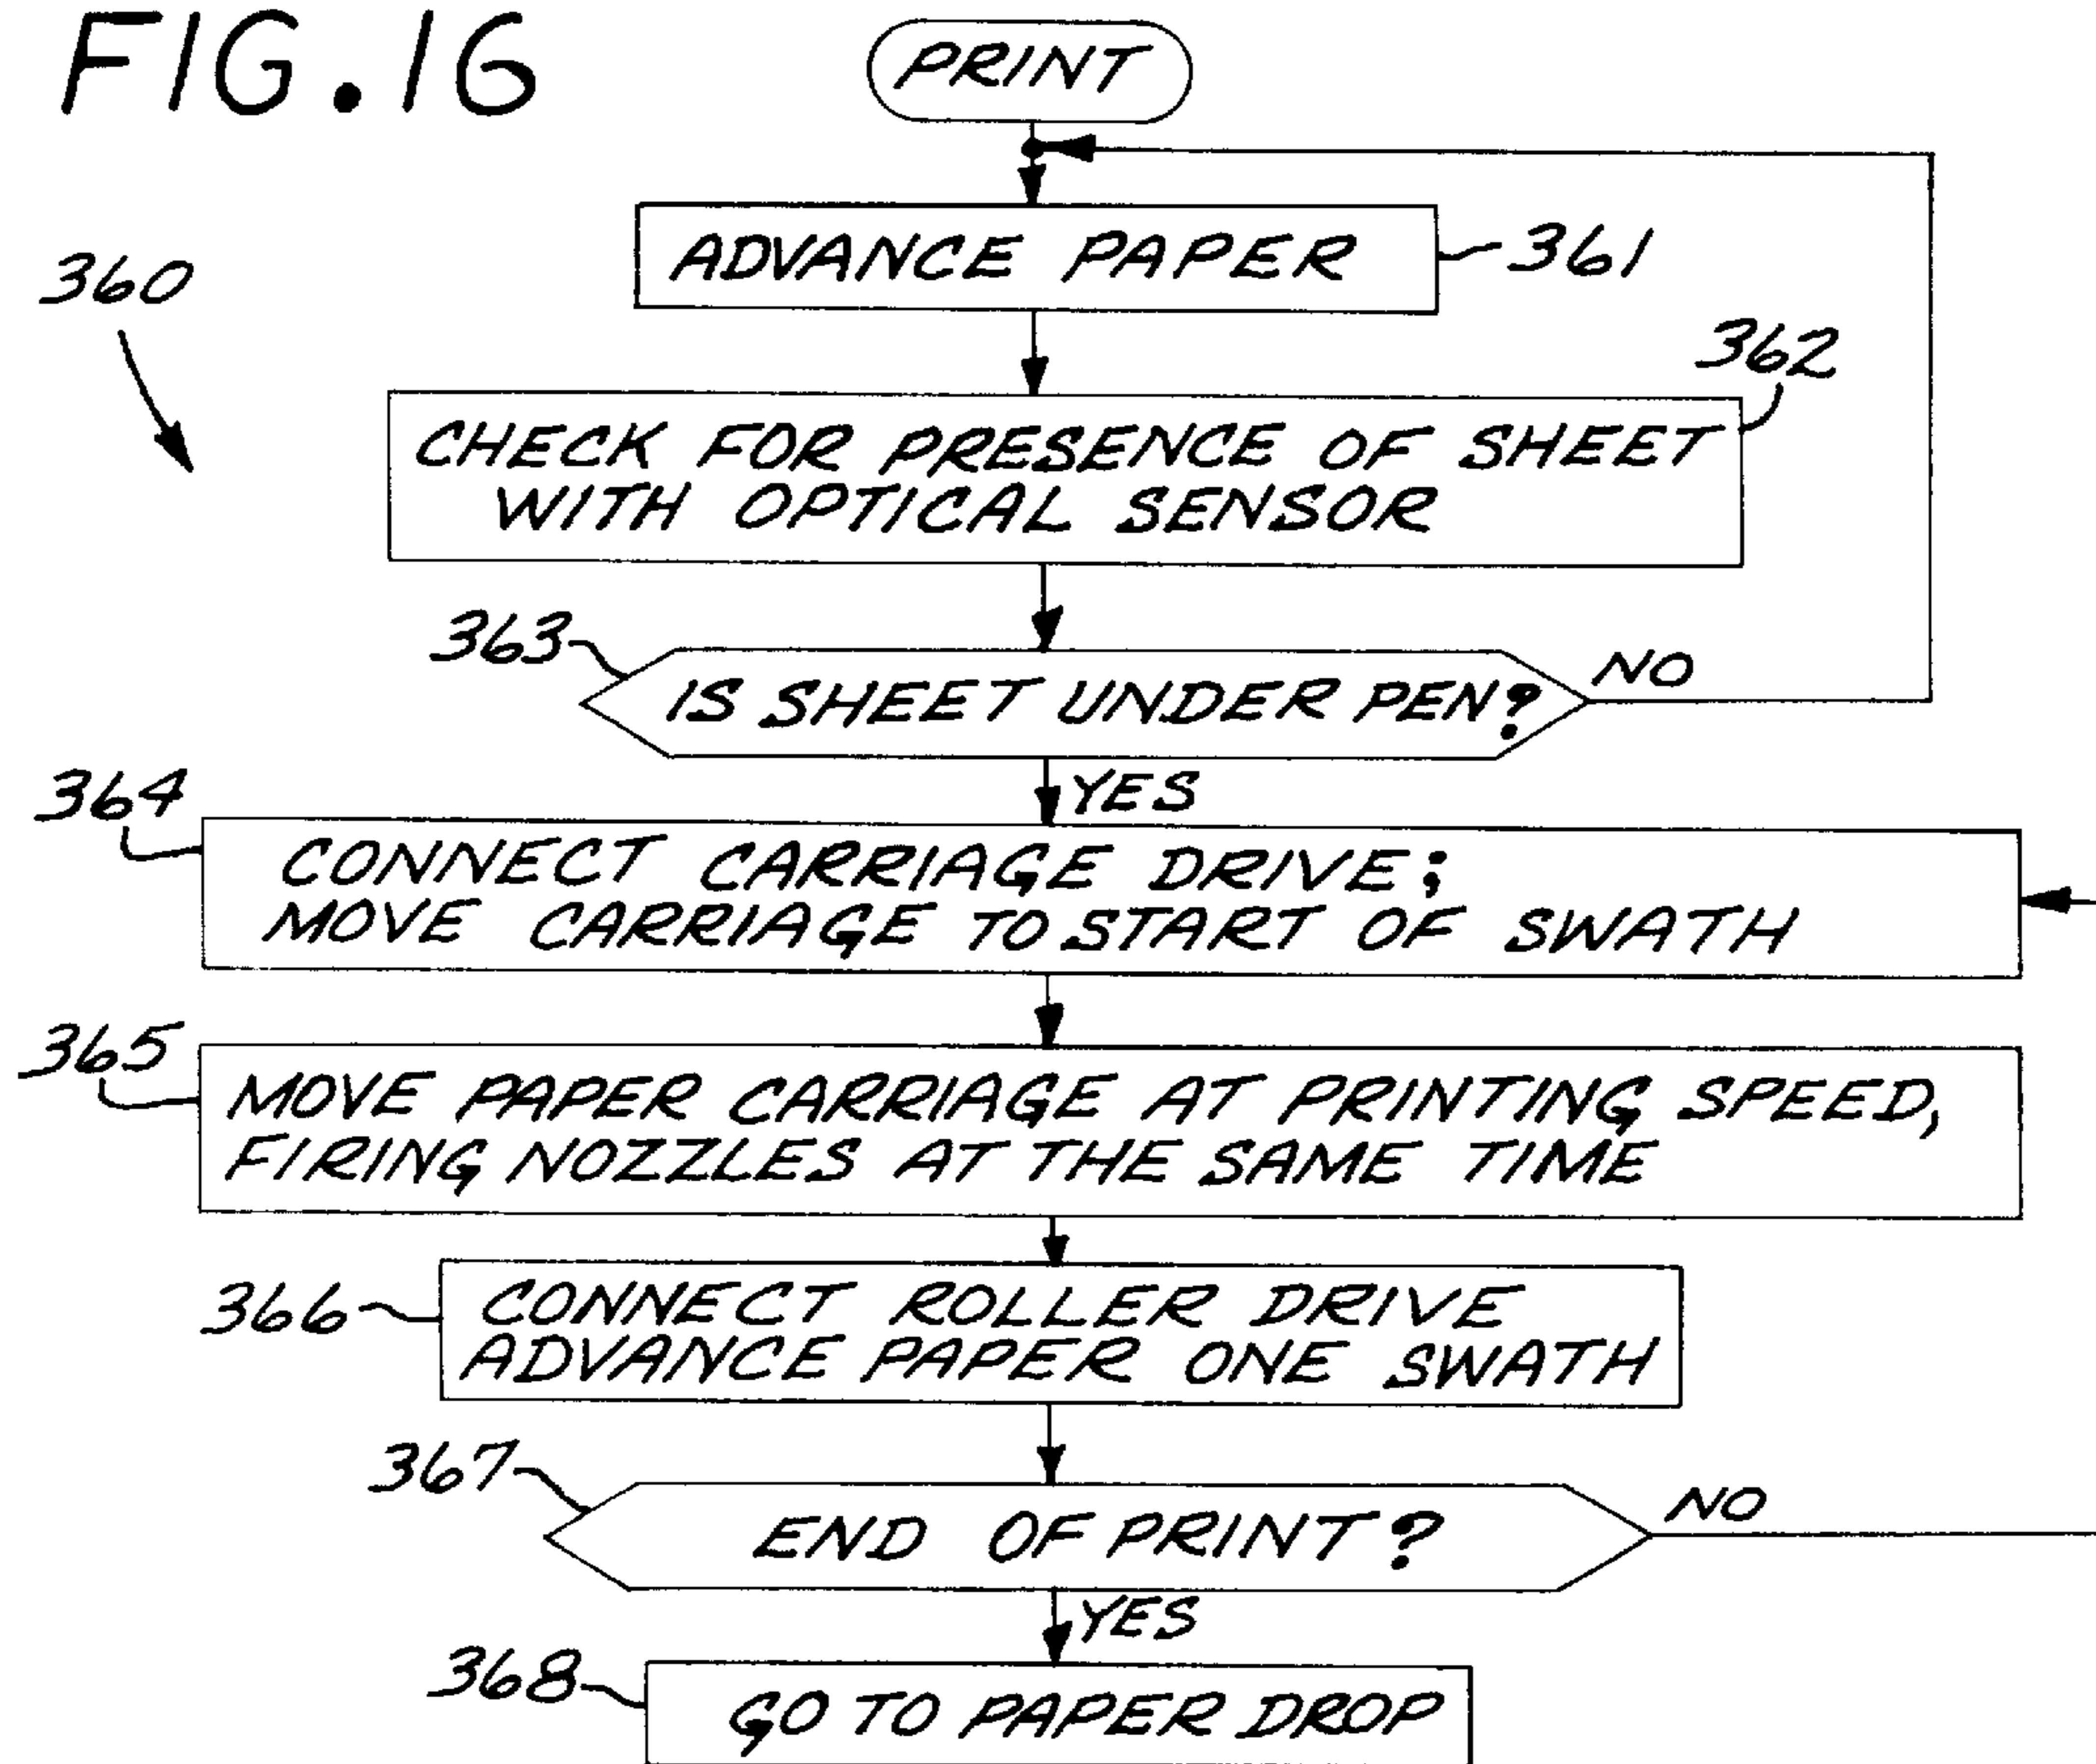 FIG.16
PRINT
360
ADVANCE PAPER
361
362
CHECK FOR PRESENCE OF SHEET
WITH OPTICAL SENSOR
363
IS SHEET UNDER PEN?
NO
YES
364
CONNECT CARRIAGE DRIVE;
MOVE CARRIAGE TO START OF SWATH
365
MOVE PAPER CARRIAGE AT PRINTING SPEED,
FIRING NOZZLES AT THE SAME TIME
366
CONNECT ROLLER DRIVE
ADVANCE PAPER ONE SWATH
367
END OF PRINT?
NO
YES
368
GO TO PAPER DROP